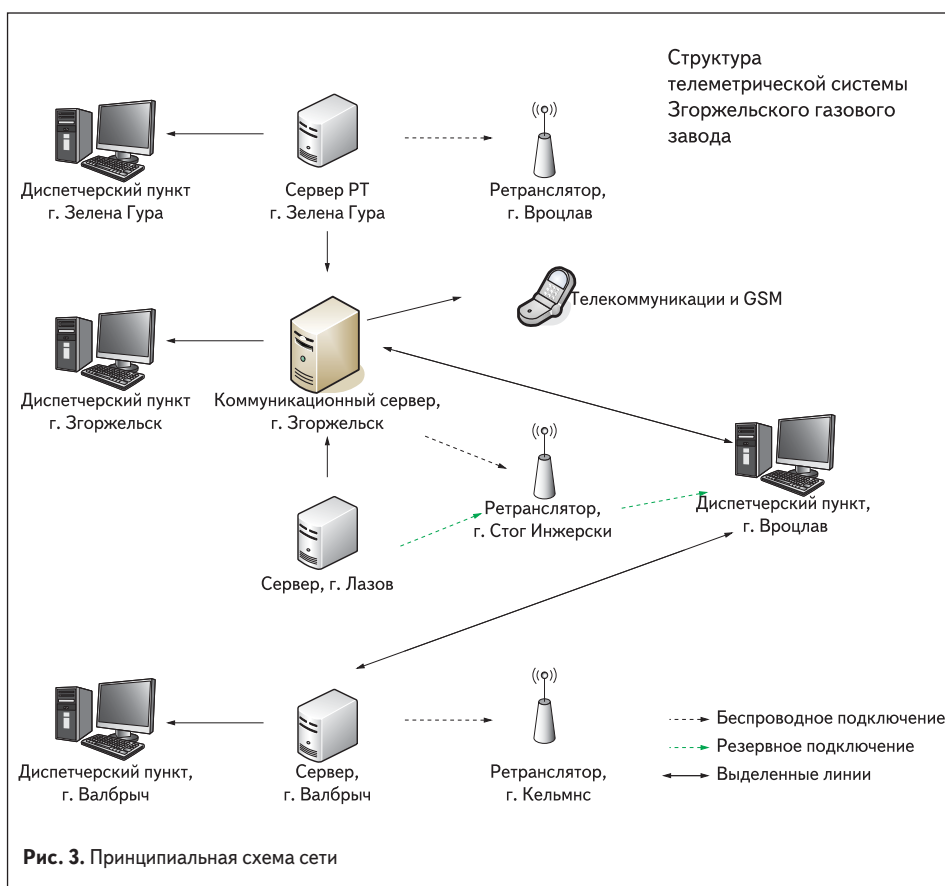 Структура
телеметрической системы
Згоржельского газового
завода
Диспетчерский пункт
г. Зелена Гура
Сервер РТ
г. Зелена Гура
Ретранслятор,
г. Вроцлав
Телекоммуникации и GSM
Диспетчерский пункт
г. Згоржельск
Коммуникационный сервер,
г. Згоржельск
Ретранслятор,
г. Стог Инжерски
Диспетчерский пункт,
г. Вроцлав
Сервер, г. Лазов
Диспетчерский пункт,
г. Валбрыч
Сервер,
г. Валбрыч
Ретранслятор,
г. Кельмнс
Беспроводное подключение
Резервное подключение
Выделенные линии
Рис. 3. Принципиальная схема сети